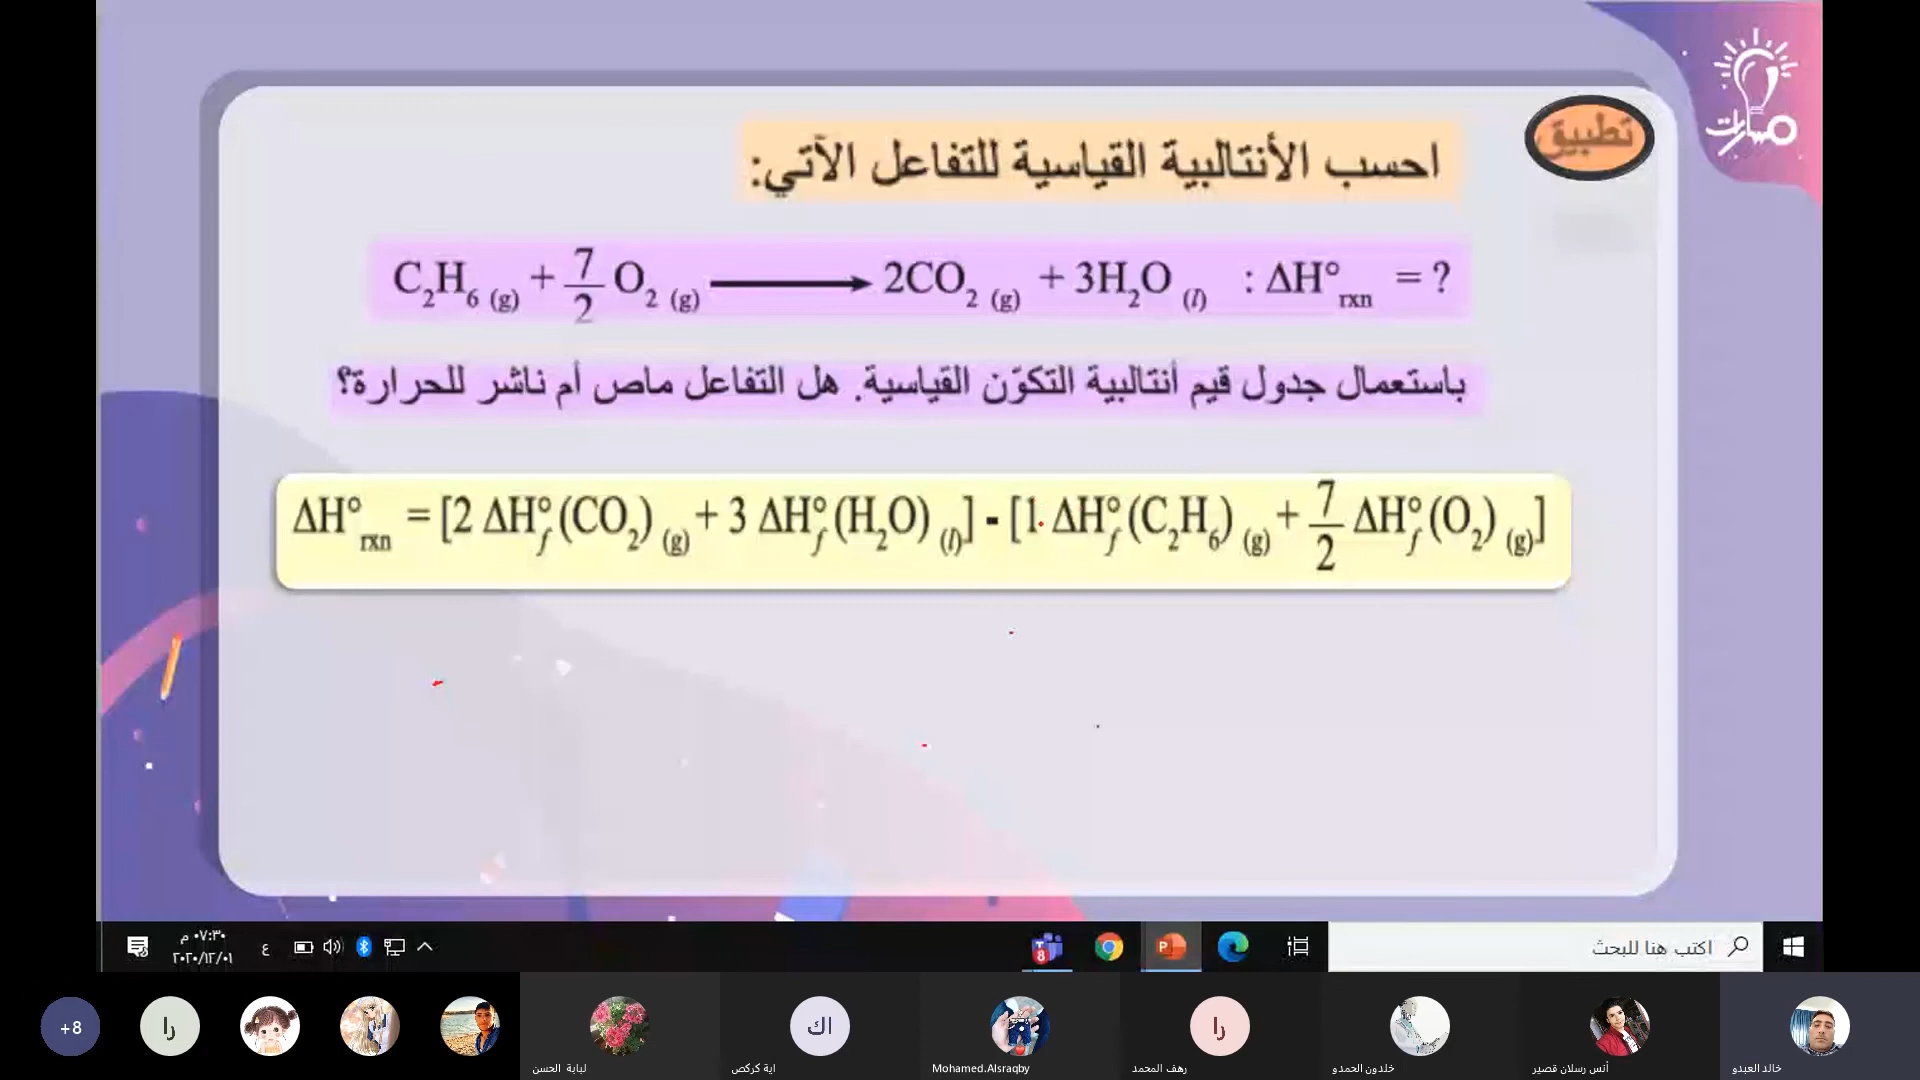 مسارات
تطبيق
احسب الأنتالبية القياسية للتفاعل الآتي:
C₂H₆ (g) + 7/2 O₂ (g) ⟶ 2CO₂ (g) + 3H₂O (l) : ΔH°rxn = ?
باستعمال جدول قيم أنتالبية التكوّن القياسية. هل التفاعل ماص أم ناشر للحرارة؟
ΔH°rxn = [2 ΔH°f (CO₂) (g) + 3 ΔH°f (H₂O) (l)] - [1 ΔH°f (C₂H₆) (g) + 7/2 ΔH°f (O₂) (g)]
اكتب هنا للبحث
8
P
ع
٠٧:٣٠ م
٢٠٢٠/١٢/٠١
+8
را
اك
را
لبابة الحسن
اية كركص
Mohamed.Alsraqby
رهف المحمد
خلدون الحمدو
أنس رسلان قصير
خالد العبدو